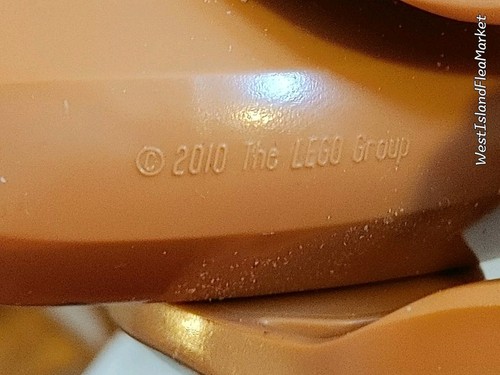 © 2010 The LEGO Group
WestIslandFleaMarket